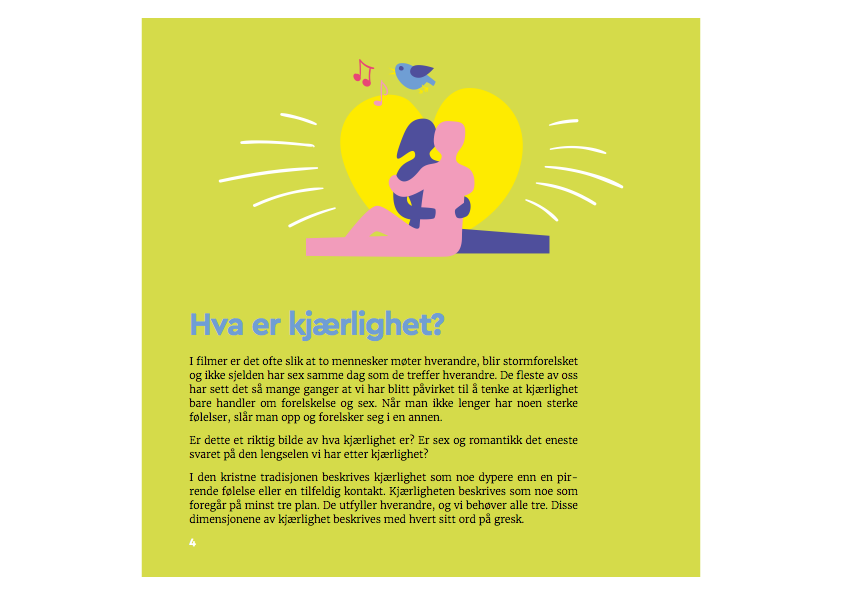 Hva er kjærlighet?
I filmer er det ofte slik at to mennesker møter hverandre, blir stormforelsket
og ikke sjelden har sex samme dag som de treffer hverandre. De fleste av oss
har sett det så mange ganger at vi har blitt påvirket til å tenke at kjærlighet
bare handler om forelskelse og sex. Når man ikke lenger har noen sterke
følelser, slår man opp og forelsker seg i en annen.
Er dette et riktig bilde av hva kjærlighet er? Er sex og romantikk det eneste
svaret på den lengselen vi har etter kjærlighet?
I den kristne tradisjonen beskrives kjærlighet som noe dypere enn en pir-
rende følelse eller en tilfeldig kontakt. Kjærligheten beskrives som noe som
foregår på minst tre plan. De utfyller hverandre, og vi behøver alle tre. Disse
dimensjonene av kjærlighet beskrives med hvert sitt ord på gresk.
4